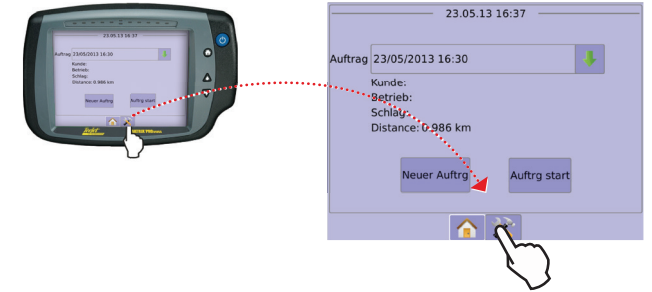 23.05.13 16:37
Auftrag 23/05/2013 16:30
Kunde:
Betrieb:
Schlag:
Distance: 0.986 km
Neuer Auftrg Auftrg start
23.05.13 16:37
Auftrag 23/05/2013 16:30
Kunde:
Betrieb:
Schlag:
Distance: 0.986 km
Neuer Auftrg Auftrg start